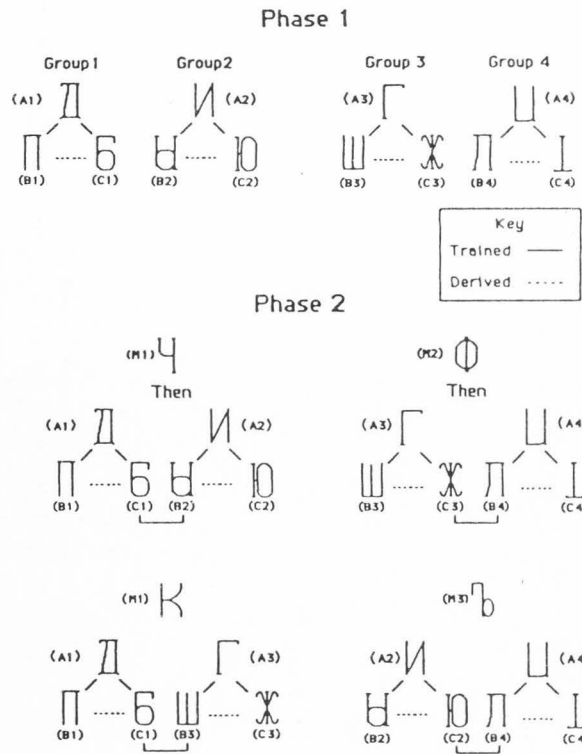 Phase 1
Group 1 Group 2 Group 3 Group 4
(A1) Д И (A2) (A3) Г (A4)
П Б Ю Ш Ж Л
(B1) (C1) (B2) (C2) (B3) (C3) (B4) (C4)
Key
Trained
Derived
Phase 2
(M1) Ч (M2) Ф
Then Then
(A1) Д И (A2) (A3) Г (A4
П Б Ю Ш Ж Л
(B1) (C1) (B2) (C2) (B3) (C3) (B4) (C4
(M1) К (M3) Ъ
(A1) Д Г (A3) (A2) И (A4
П Б Ш Ж Ю Л
(B1) (C1) (B3) (C3) (B2) (C2) (B4) (C4